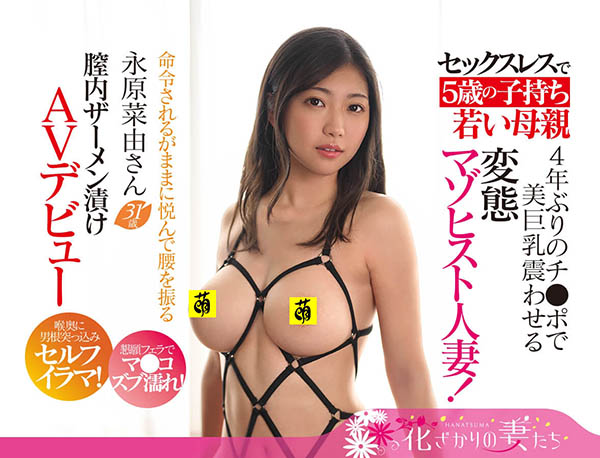 セックスレスで
5歳の子持ち
若い母親
4年ぶりのチ●ポで
美巨乳震わせる
変態
マゾヒスト人妻!
命令されるがままに悦んで腰を振る
永原菜由さん
31歳
膣内ザーメン漬け
AVデビュー
喉奥に
男根突っ込み
セルフ
イラマ!
懇願フェラで
マ●コ
ズブ濡れ!
萌
萌
HANATSUMA
花ざかりの妻たち